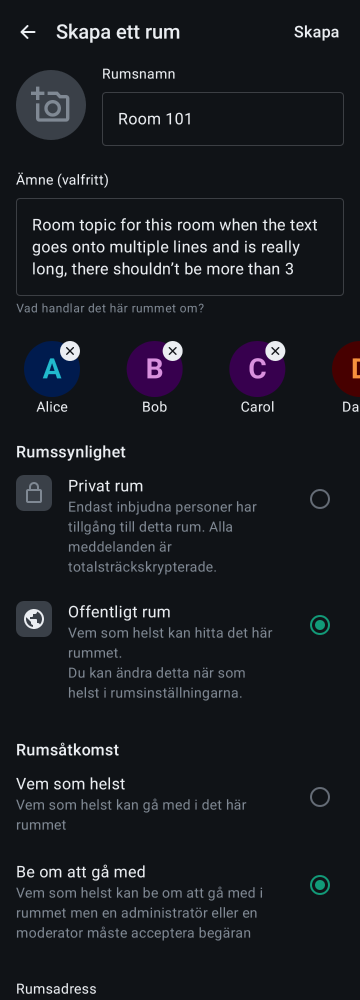 Skapa ett rum
Skapa
Rumsnamn
Room 101
Ämne (valfritt)
Room topic for this room when the text
goes onto multiple lines and is really
long, there shouldn’t be more than 3
Vad handlar det här rummet om?
A
B
C
Alice
Bob
Carol
Da
Rumssynlighet
Privat rum
Endast inbjudna personer har
tillgång till detta rum. Alla
meddelanden är
totalsträckskrypterade.
Offentligt rum
Vem som helst kan hitta det här
rummet.
Du kan ändra detta när som
helst i rumsinställningarna.
Rumsåtkomst
Vem som helst
Vem som helst kan gå med i det här
rummet
Be om att gå med
Vem som helst kan be om att gå med i
rummet men en administratör eller en
moderator måste acceptera begäran
Rumsadress